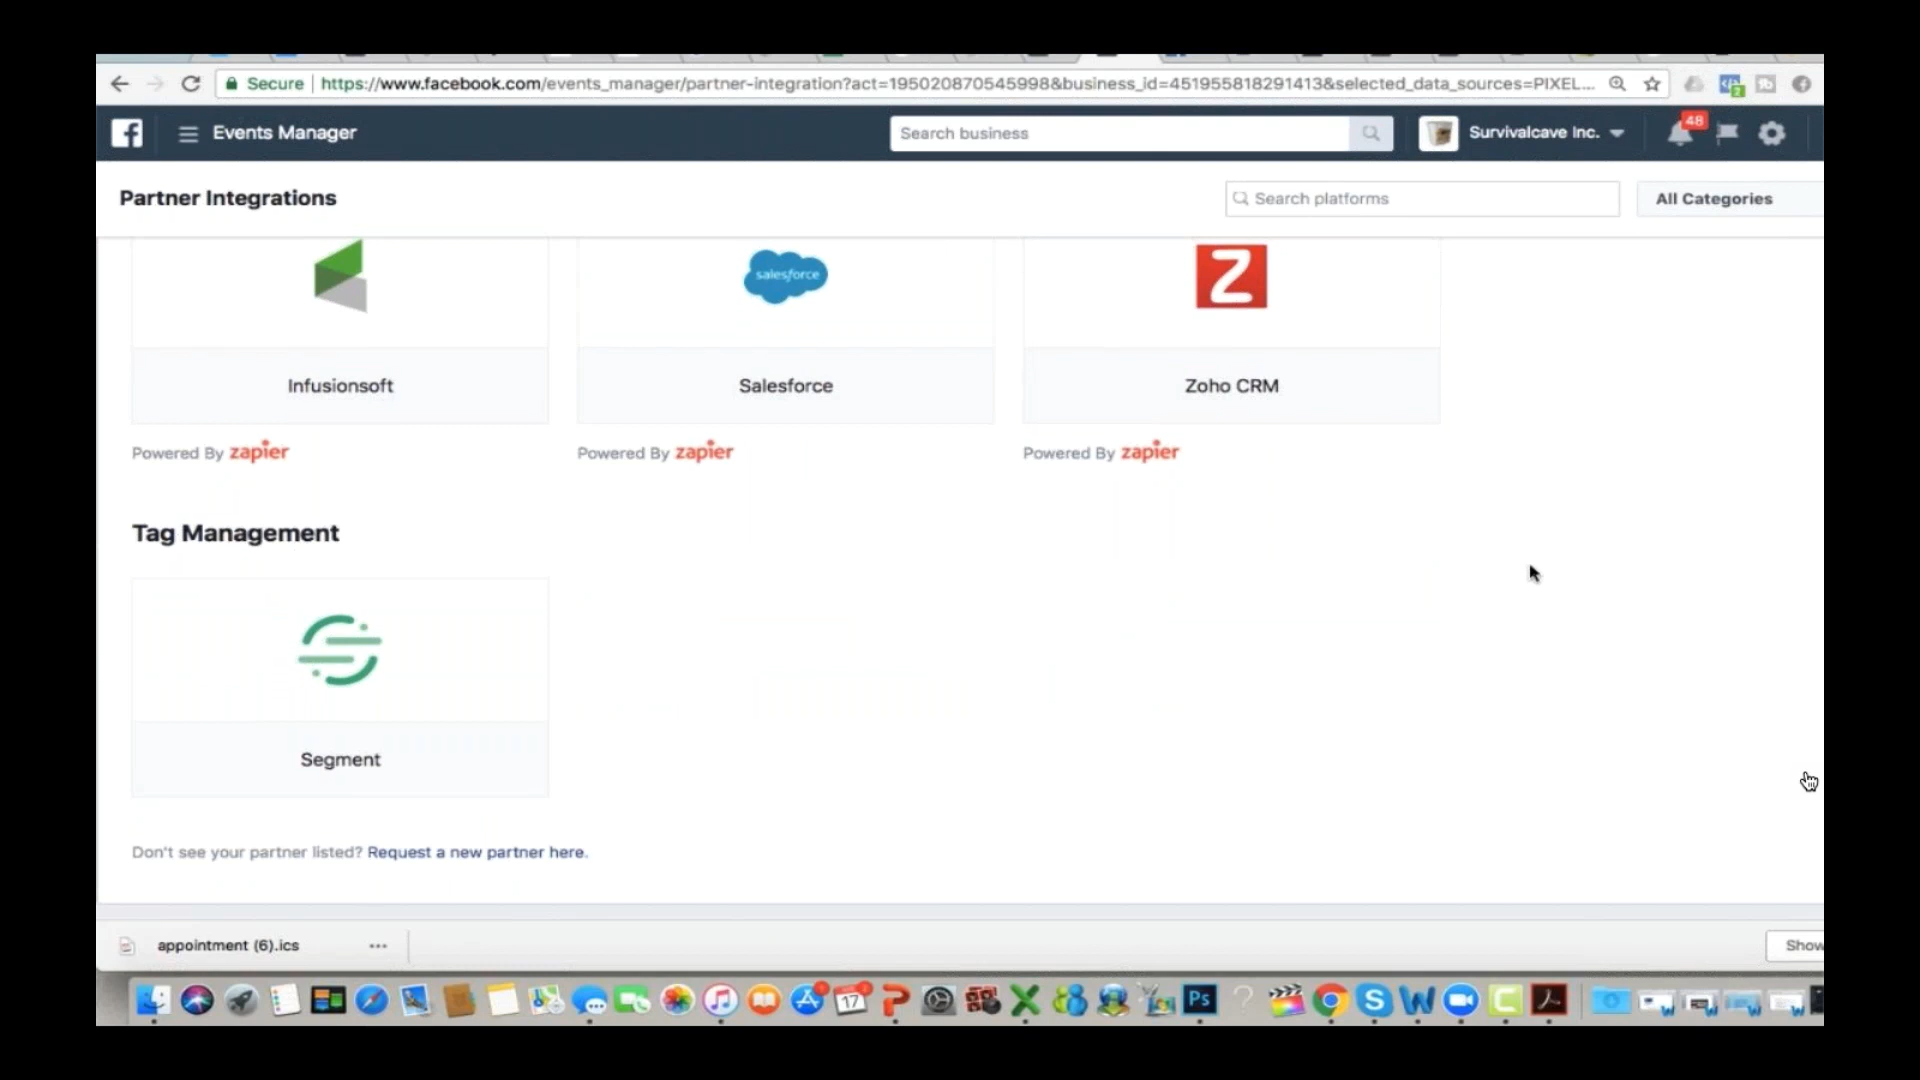 Secure https://www.facebook.com/events_manager/partner-integration?act=195020870545998&business_id=451955818291413&selected_data_sources=PIXEL...
Events Manager
Search business
Survivalcave Inc.
48
Partner Integrations
Search platforms
All Categories
salesforce
Z
Infusionsoft
Salesforce
Zoho CRM
Powered By zapier
Powered By zapier
Powered By zapier
Tag Management
Segment
Don't see your partner listed? Request a new partner here.
appointment (6).ics
Show
17
Ps